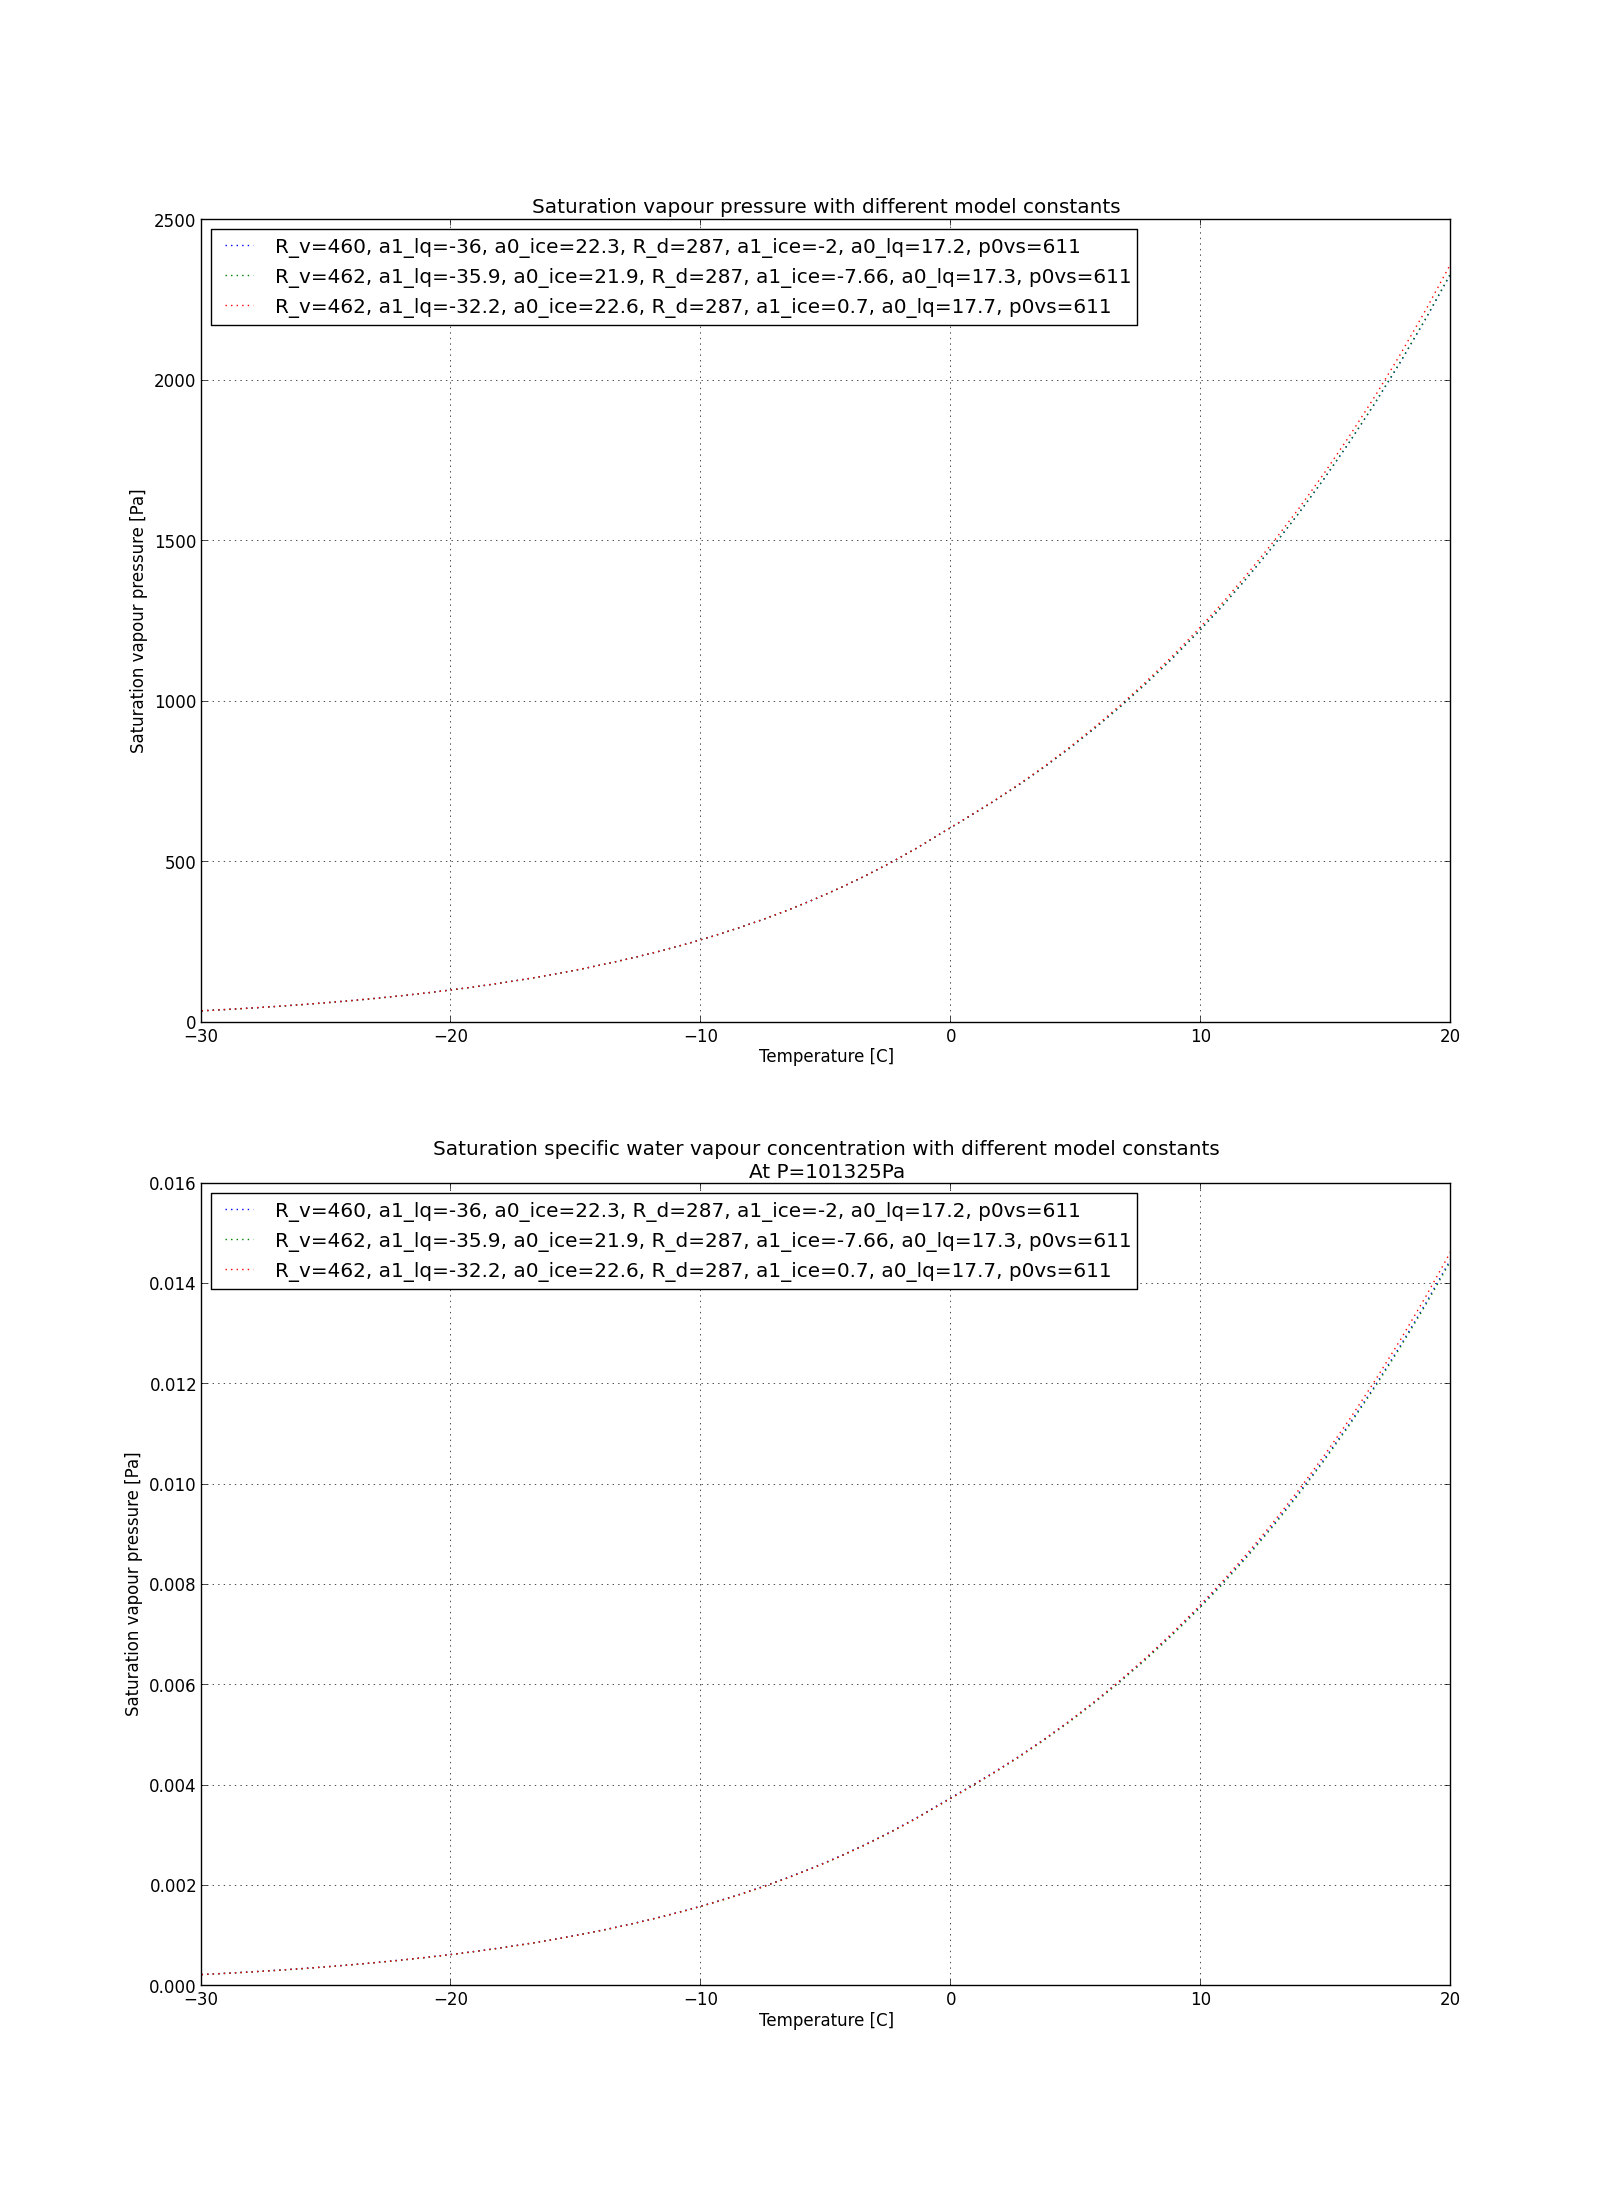 Saturation vapour pressure with different model constants
2500
R_v=460, a1_lq=-36, a0_ice=22.3, R_d=287, a1_ice=-2, a0_lq=17.2, p0vs=611
R_v=462, a1_lq=-35.9, a0_ice=21.9, R_d=287, a1_ice=-7.66, a0_lq=17.3, p0vs=611
R_v=462, a1_lq=-32.2, a0_ice=22.6, R_d=287, a1_ice=0.7, a0_lq=17.7, p0vs=611
2000
1500
1000
500
0
Saturation vapour pressure [Pa]
−30 −20 −10 0 10 20
Temperature [C]
Saturation specific water vapour concentration with different model constants
At P=101325Pa
0.016
R_v=460, a1_lq=-36, a0_ice=22.3, R_d=287, a1_ice=-2, a0_lq=17.2, p0vs=611
R_v=462, a1_lq=-35.9, a0_ice=21.9, R_d=287, a1_ice=-7.66, a0_lq=17.3, p0vs=611
R_v=462, a1_lq=-32.2, a0_ice=22.6, R_d=287, a1_ice=0.7, a0_lq=17.7, p0vs=611
0.014
0.012
0.010
0.008
0.006
0.004
0.002
0.000
Saturation vapour pressure [Pa]
−30 −20 −10 0 10 20
Temperature [C]